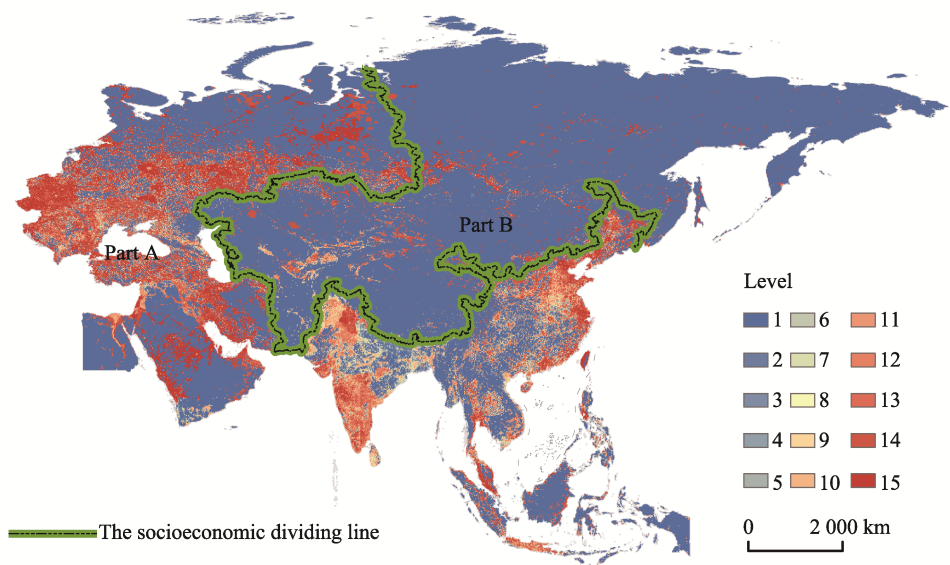 Part A
Part B
Level
1 6 11
2 7 12
3 8 13
4 9 14
5 10 15
0 2 000 km
The socioeconomic dividing line